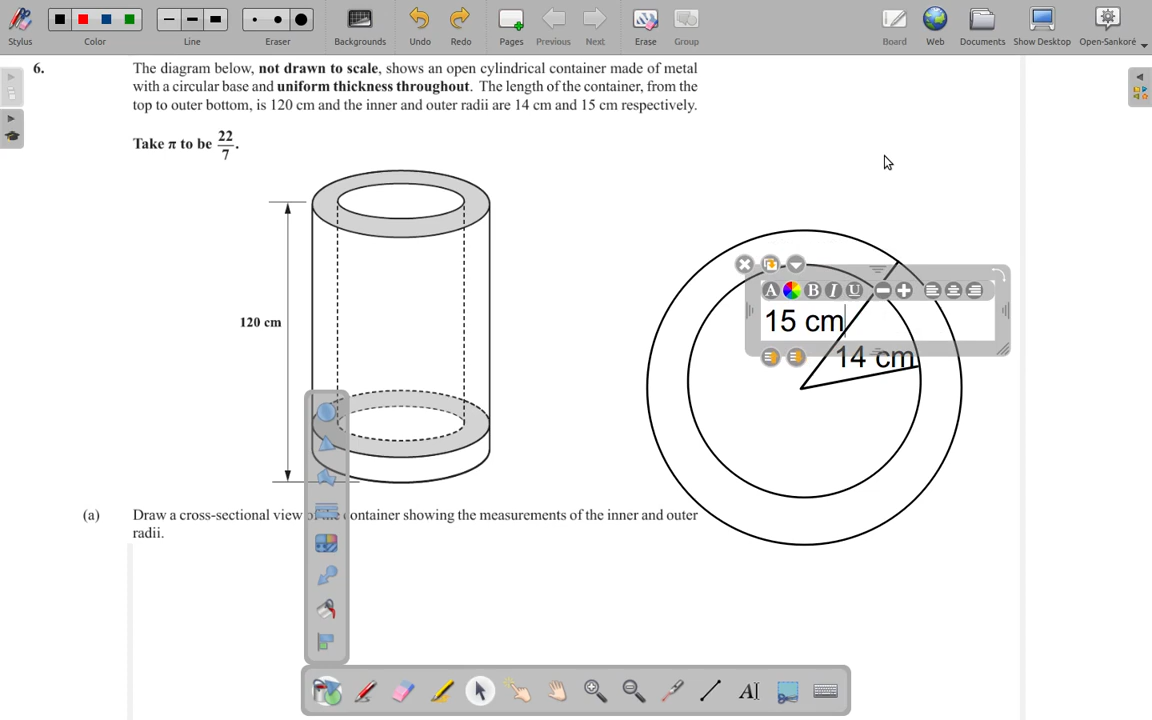 Stylus
Color
Line
Eraser
Backgrounds
Undo
Redo
Pages
Previous
Next
Erase
Group
Board
Web
Documents
Show Desktop
Open-Sankoré
6.
The diagram below, not drawn to scale, shows an open cylindrical container made of metal
with a circular base and uniform thickness throughout. The length of the container, from the
top to outer bottom, is 120 cm and the inner and outer radii are 14 cm and 15 cm respectively.
Take π to be 22/7.
120 cm
A B I U
15 cm
14 cm
(a) Draw a cross-sectional view of the container showing the measurements of the inner and outer
radii.
AI